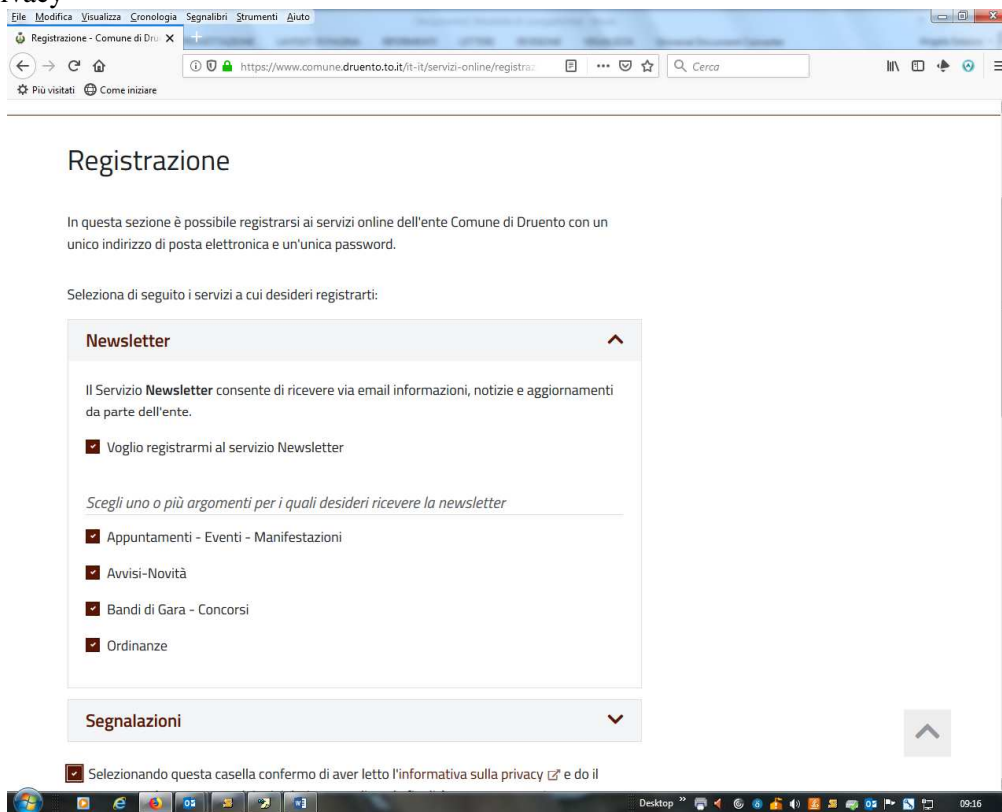 ivacy
File Modifica Visualizza Cronologia Segnalibri Strumenti Aiuto
Registrazione - Comune di Dru
https://www.comune.druento.to.it/it-it/servizi-online/registra
Cerca
Più visitati Come iniziare
Registrazione
In questa sezione è possibile registrarsi ai servizi online dell'ente Comune di Druento con un
unico indirizzo di posta elettronica e un'unica password.
Seleziona di seguito i servizi a cui desideri registrarti:
Newsletter
Il Servizio Newsletter consente di ricevere via email informazioni, notizie e aggiornamenti
da parte dell'ente.
Voglio registrarmi al servizio Newsletter
Scegli uno o più argomenti per i quali desideri ricevere la newsletter
Appuntamenti - Eventi - Manifestazioni
Avvisi-Novità
Bandi di Gara - Concorsi
Ordinanze
Segnalazioni
Selezionando questa casella confermo di aver letto l'informativa sulla privacy e do il
Desktop
09:16